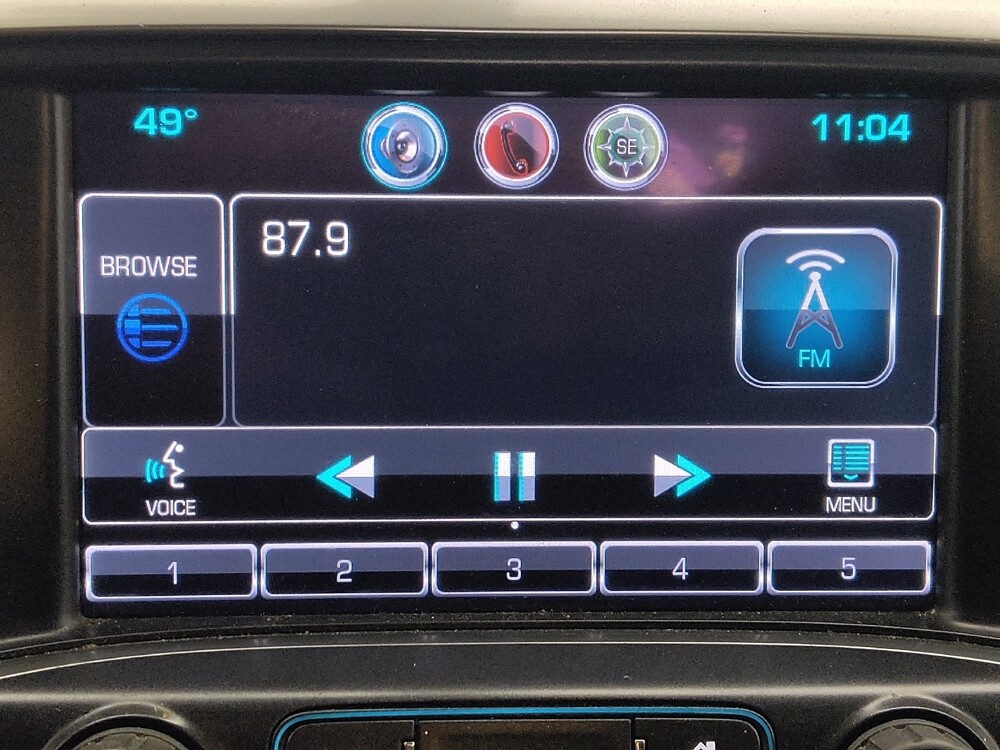 49°
SE
11:04
BROWSE
87.9
FM
VOICE
MENU
1
2
3
4
5